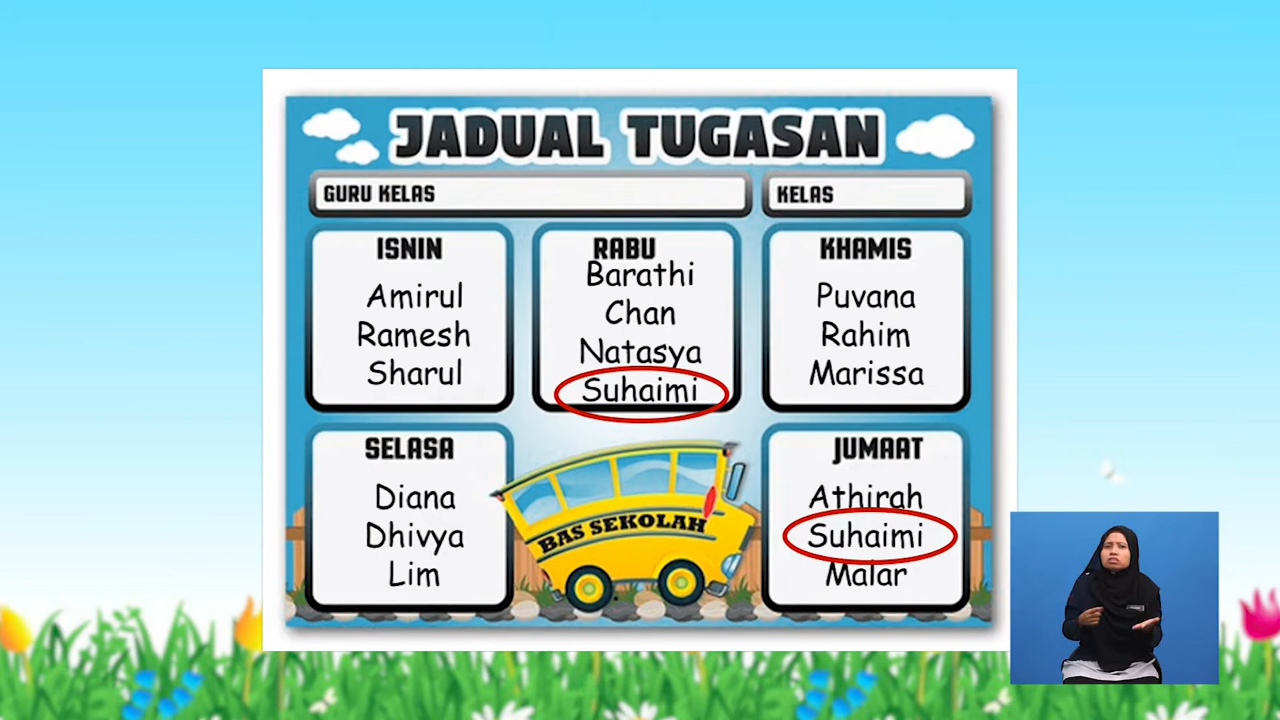 JADUAL TUGASAN
GURU KELAS
KELAS
ISNIN
Amirul
Ramesh
Sharul
RABU
Barathi
Chan
Natasya
Suhaimi
KHAMIS
Puvana
Rahim
Marissa
SELASA
Diana
Dhivya
Lim
BAS SEKOLAH
JUMAAT
Athirah
Suhaimi
Malar